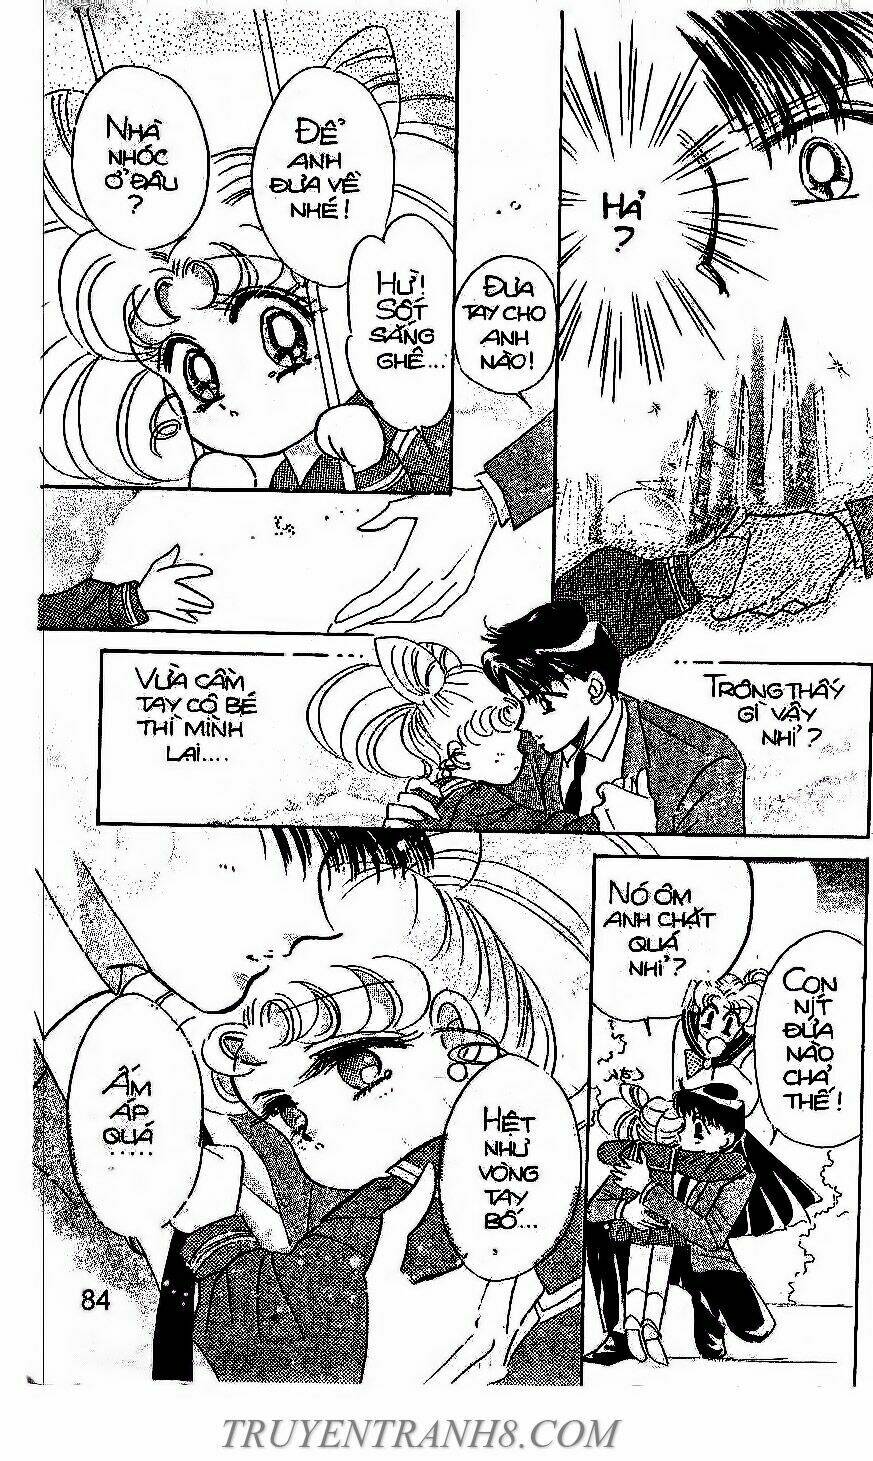 NHÀ
NHÓC
Ở ĐÂU
?
ĐỂ
ANH
ĐƯA VỀ
NHÉ!
HỪ!
SỐT
SẮNG
GHÊ...
ĐƯA
TAY CHO
ANH
NÀO!
HẢ
?
VỪA CẦM
TAY CÔ BÉ
THÌ MÌNH
LẠI....
TRÔNG THẤY
GÌ VẬY
NHỈ?
ẤM
ÁP
QUÁ
.....
HỆT
NHƯ
VÒNG
TAY
BỐ...
NÓ ÔM
ANH CHẶT
QUÁ
NHỈ?
CON
NÍT
ĐỨA
NÀO
CHẢ
THẾ!
84
TRUYENTRANH8.COM